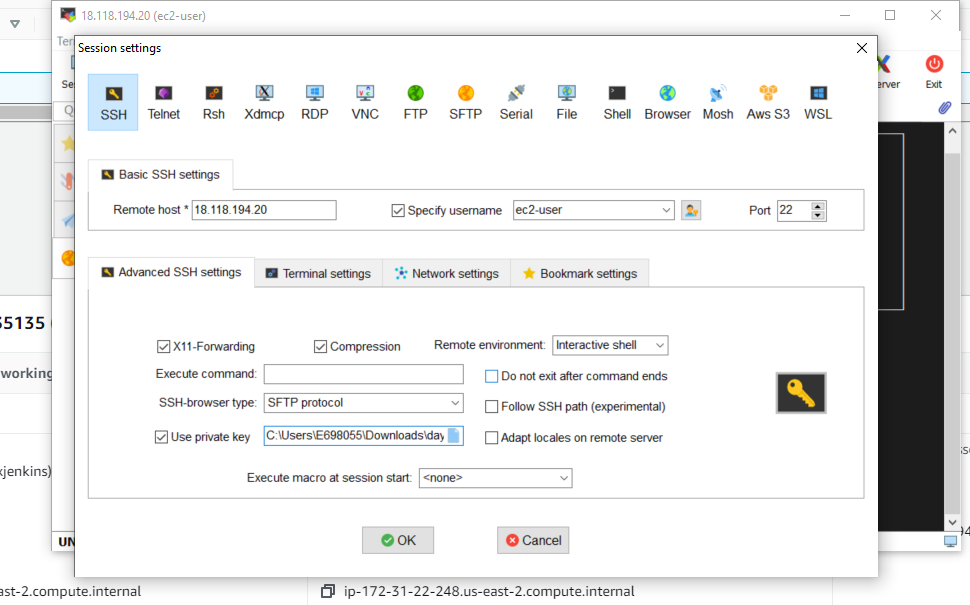 18.118.194.20 (ec2-user)
Session settings
SSH
Telnet
Rsh
Xdmcp
RDP
VNC
FTP
SFTP
Serial
File
Shell
Browser
Mosh
Aws S3
WSL
Exit
Basic SSH settings
Remote host * 18.118.194.20
Specify username ec2-user
Port 22
Advanced SSH settings
Terminal settings
Network settings
Bookmark settings
X11-Forwarding
Compression
Remote environment: Interactive shell
Execute command:
Do not exit after command ends
SSH-browser type: SFTP protocol
Follow SSH path (experimental)
Use private key C:\Users\E698055\Downloads\day
Adapt locales on remote server
Execute macro at session start: <none>
OK
Cancel
5135
working
jenkins)
UN
ast-2.compute.internal
ip-172-31-22-248.us-east-2.compute.internal